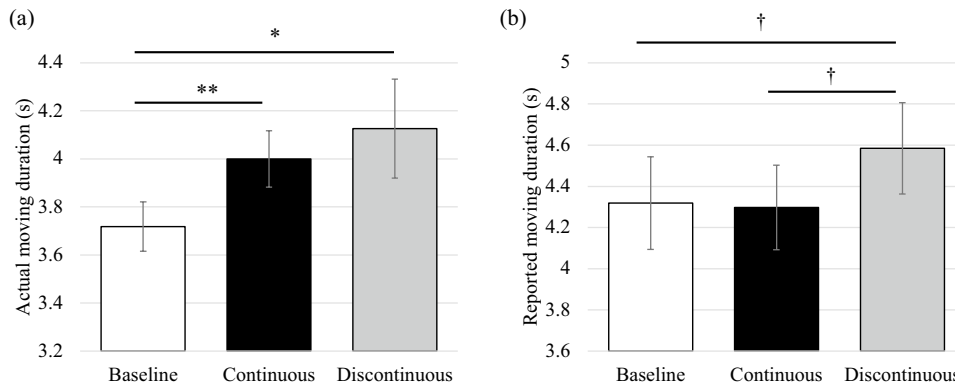 (a)
Actual moving duration (s)
4.4
4.2
4
3.8
3.6
3.4
3.2
*
**
Baseline
Continuous
Discontinuous
(b)
Reported moving duration (s)
5
4.8
4.6
4.4
4.2
4
3.8
3.6
†
†
Baseline
Continuous
Discontinuous